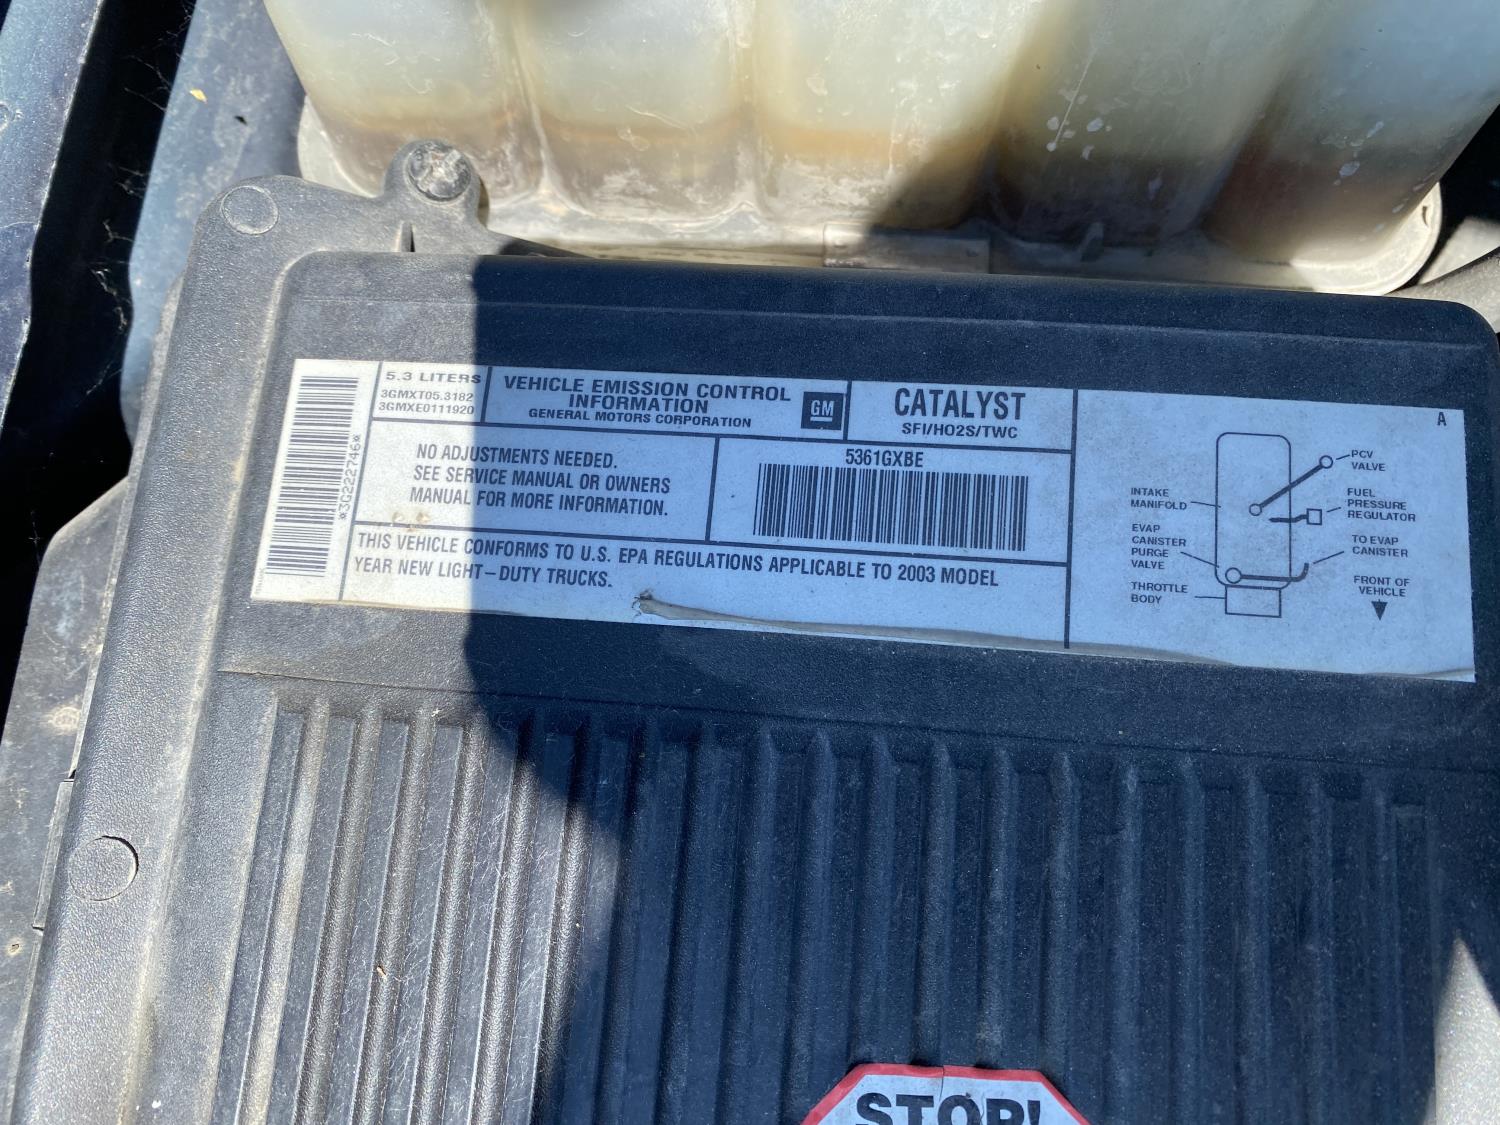 5.3 LITERS
3GMXT05.3182
3GMXE0111920
VEHICLE EMISSION CONTROL
INFORMATION
GENERAL MOTORS CORPORATION
GM
CATALYST
SFI/HO2S/TWC
*3G222746*
NO ADJUSTMENTS NEEDED.
SEE SERVICE MANUAL OR OWNERS
MANUAL FOR MORE INFORMATION.
5361GXBE
THIS VEHICLE CONFORMS TO U.S. EPA REGULATIONS APPLICABLE TO 2003 MODEL
YEAR NEW LIGHT-DUTY TRUCKS.
A
PCV
VALVE
INTAKE
MANIFOLD
FUEL
PRESSURE
REGULATOR
EVAP
CANISTER
PURGE
VALVE
TO EVAP
CANISTER
THROTTLE
BODY
FRONT OF
VEHICLE
STOP!